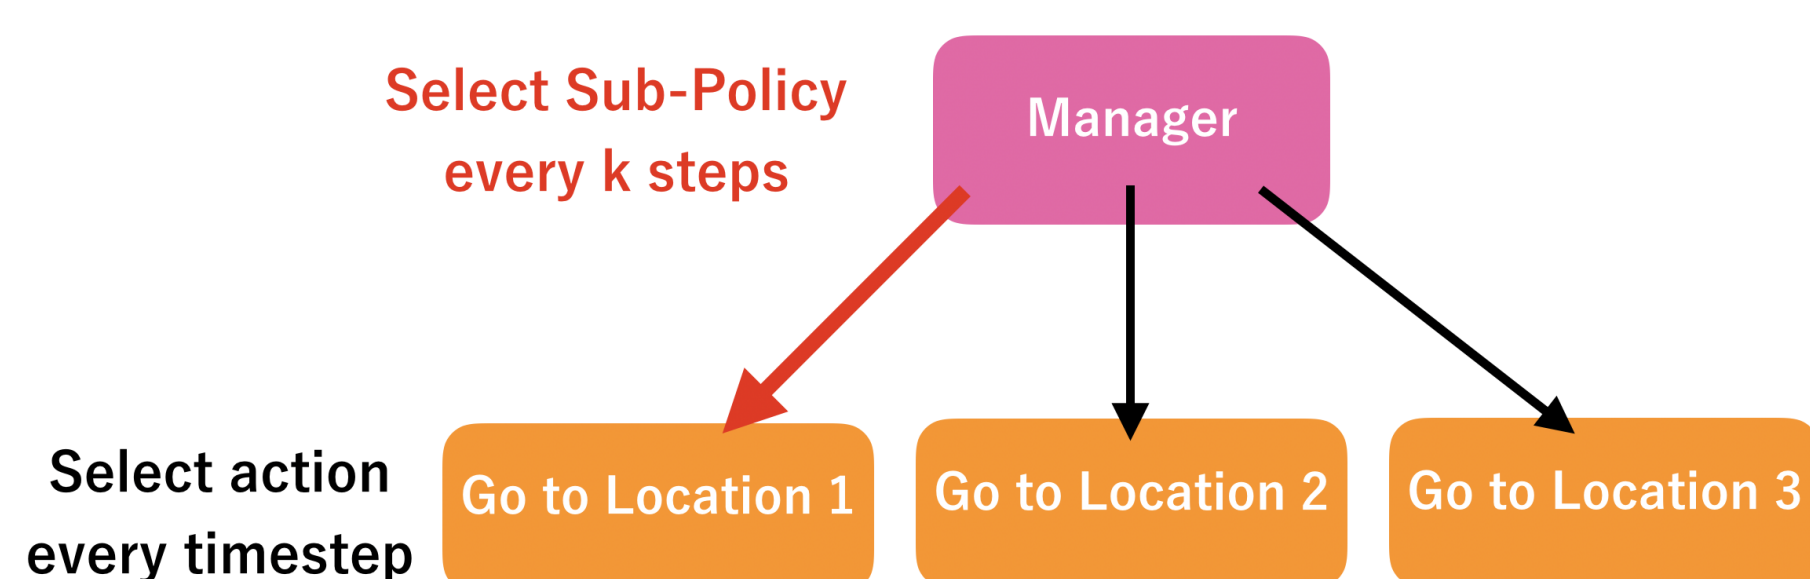 Select Sub-Policy
every k steps
Manager
Select action
every timestep
Go to Location 1
Go to Location 2
Go to Location 3